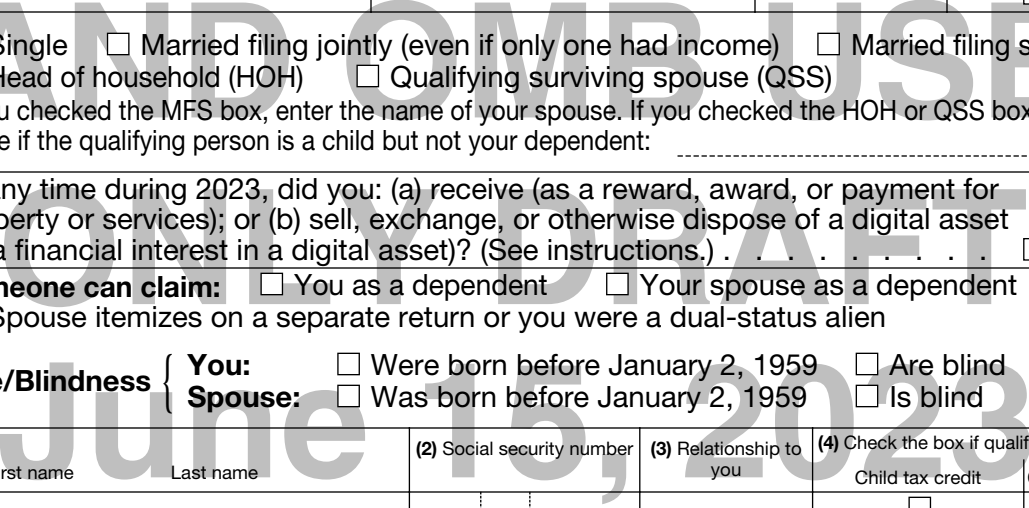 AND OMB USE
Single Married filing jointly (even if only one had income) Married filing s
Head of household (HOH) Qualifying surviving spouse (QSS)
u checked the MFS box, enter the name of your spouse. If you checked the HOH or QSS box
e if the qualifying person is a child but not your dependent:
ONLY DRAFT
ny time during 2023, did you: (a) receive (as a reward, award, or payment for
perty or services); or (b) sell, exchange, or otherwise dispose of a digital asset
a financial interest in a digital asset)? (See instructions.) . . . . . . . . .
meone can claim: You as a dependent Your spouse as a dependent
Spouse itemizes on a separate return or you were a dual-status alien
June 15, 2023
e/Blindness { You: Were born before January 2, 1959 Are blind
Spouse: Was born before January 2, 1959 Is blind
(2) Social security number (3) Relationship to you (4) Check the box if qualif
irst name Last name Child tax credit